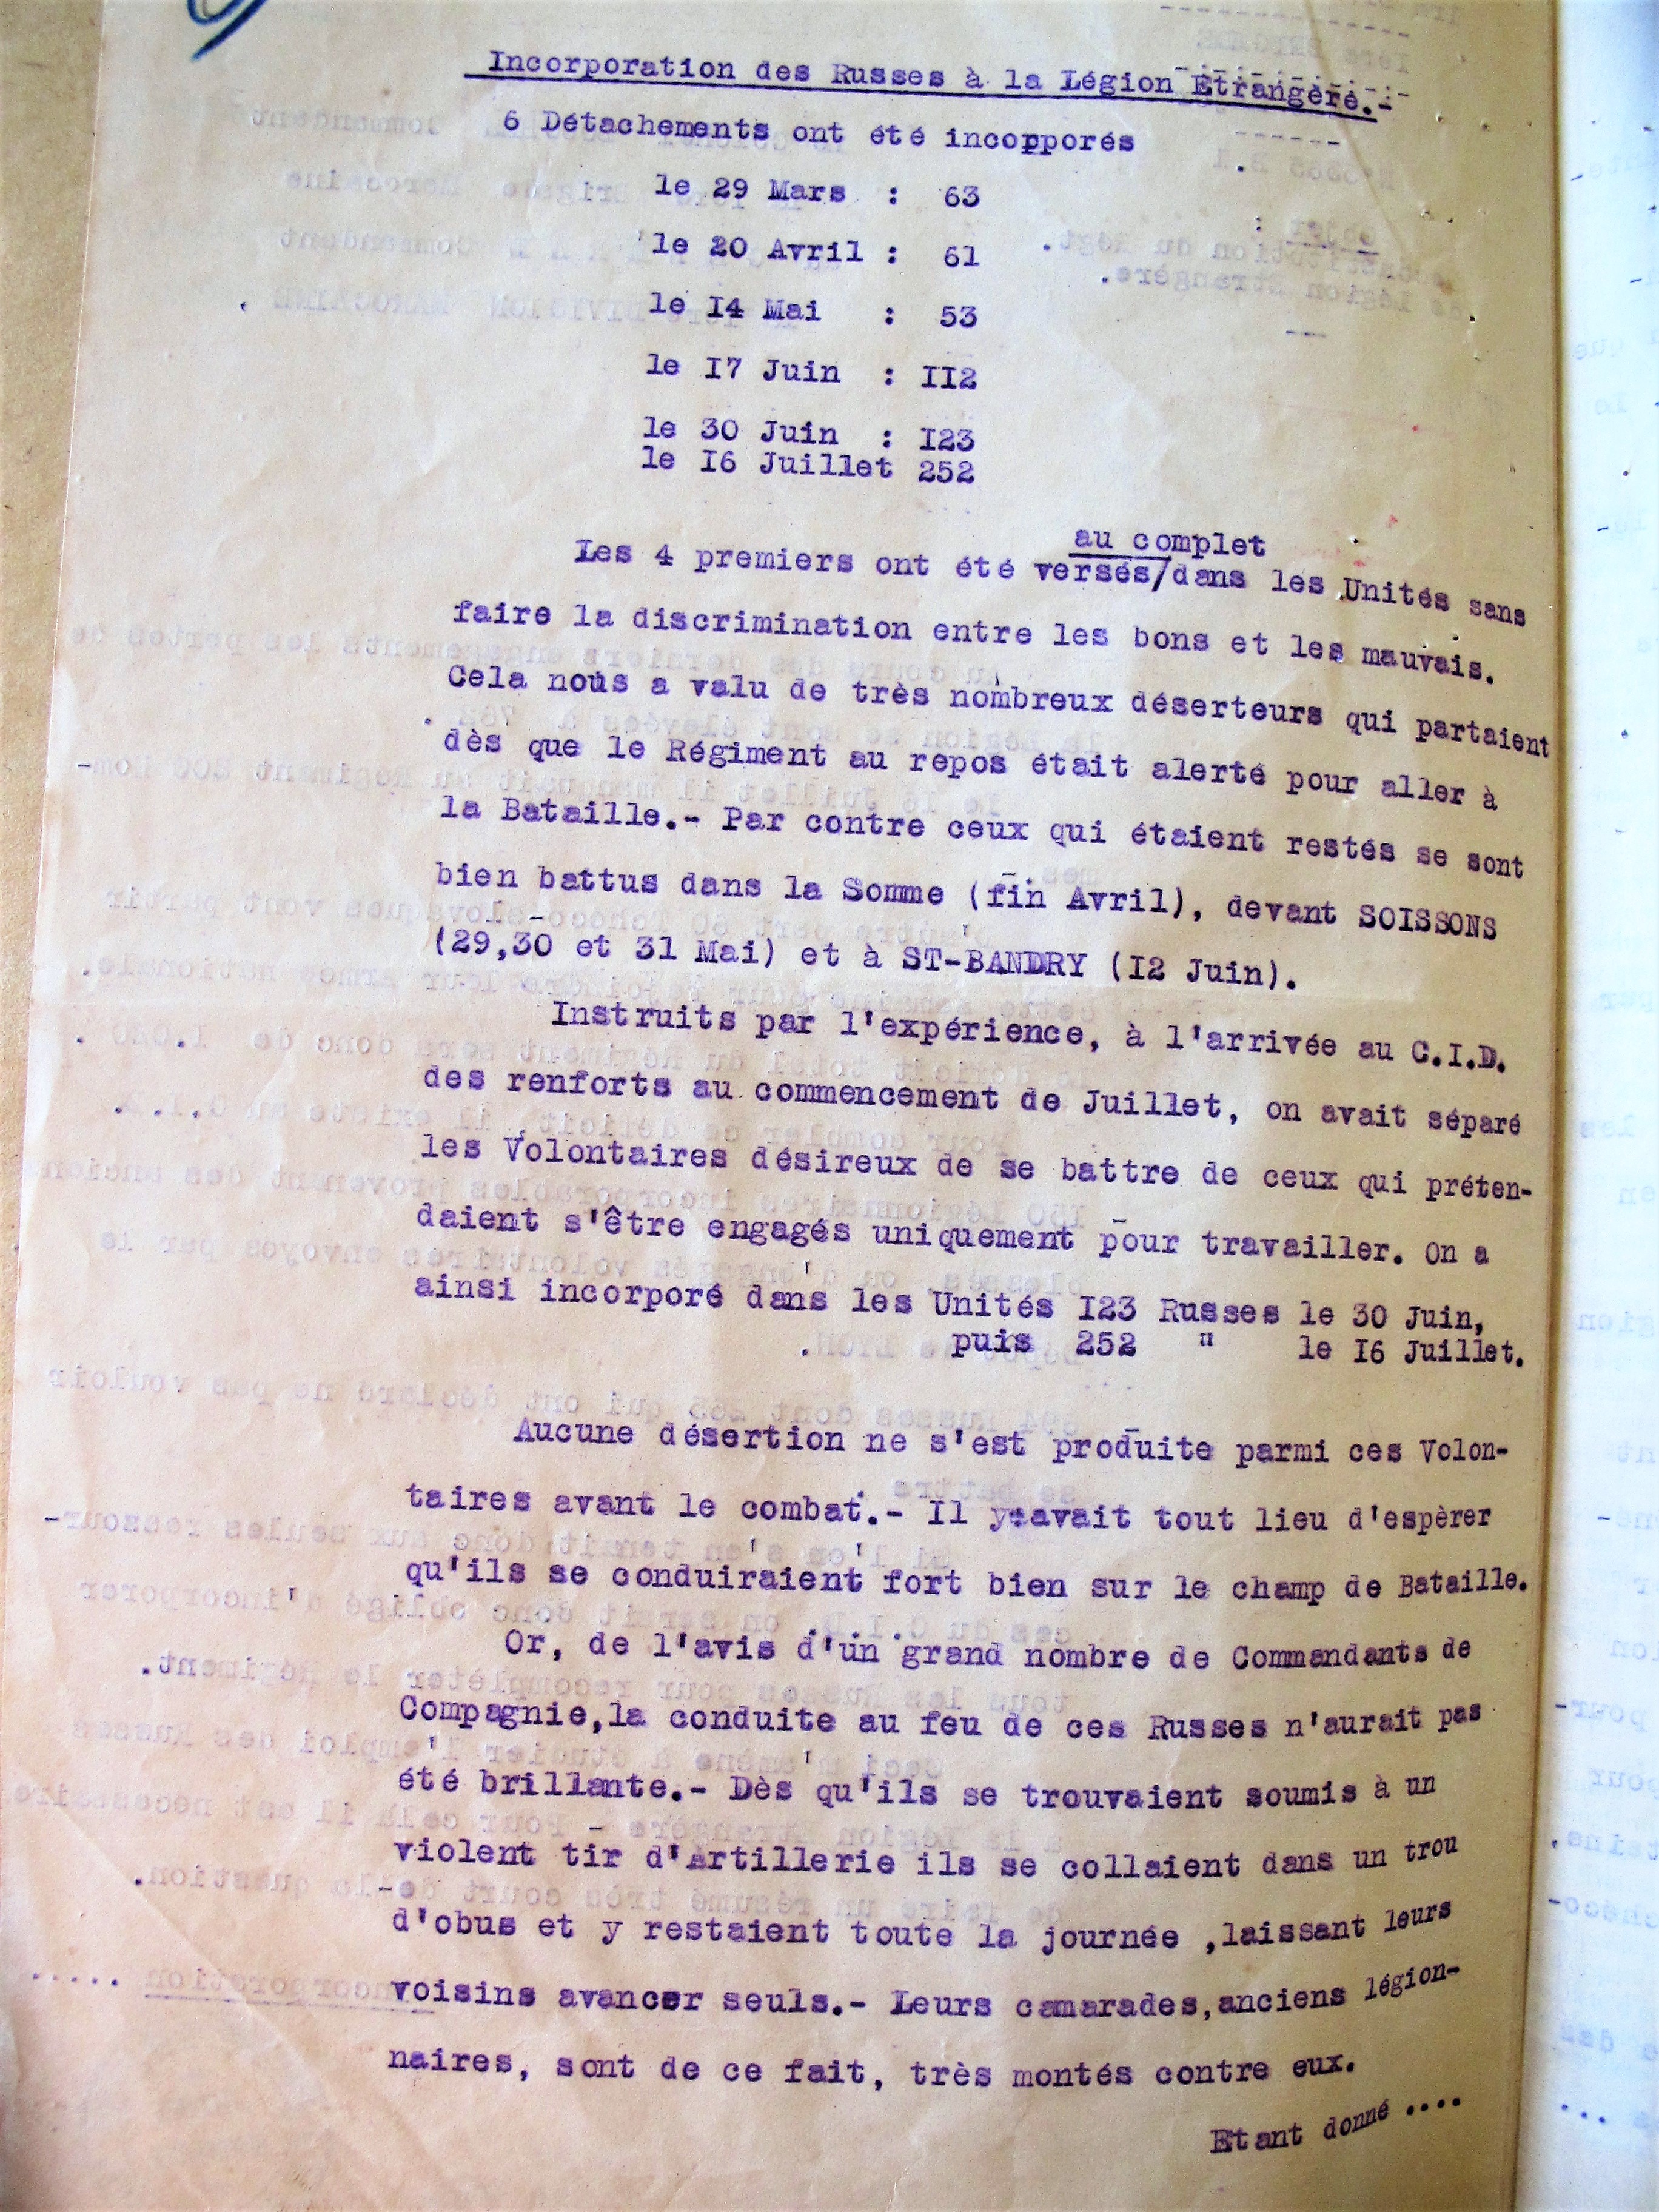 Incorporation des Russes à la Légion Etrangère.-
6 Détachements ont été incorporés
le 29 Mars : 63
le 20 Avril : 61
le I4 Mai : 53
le I7 Juin : II2
le 30 Juin : I23
le I6 Juillet 252
au complet
Les 4 premiers ont été versés/dans les Unités sans
faire la discrimination entre les bons et les mauvais.
Cela nous a valu de très nombreux déserteurs qui partaient
dès que le Régiment au repos était alerté pour aller à
la Bataille.- Par contre ceux qui étaient restés se sont
bien battus dans la Somme (fin Avril), devant SOISSONS
(29,30 et 31 Mai) et à ST-BANDRY (I2 Juin).
Instruits par l'expérience, à l'arrivée au C.I.D.
des renforts au commencement de Juillet, on avait séparé
les Volontaires désireux de se battre de ceux qui préten-
daient s'être engagés uniquement pour travailler. On a
ainsi incorporé dans les Unités I23 Russes le 30 Juin,
puis 252 " le I6 Juillet.
Aucune désertion ne s'est produite parmi ces Volon-
taires avant le combat.- Il y avait tout lieu d'espèrer
qu'ils se conduiraient fort bien sur le champ de Bataille.
Or, de l'avis d'un grand nombre de Commandants de
Compagnie,la conduite au feu de ces Russes n'aurait pas
été brillante.- Dès qu'ils se trouvaient soumis à un
violent tir d'Artillerie ils se collaient dans un trou
d'obus et y restaient toute la journée ,laissant leurs
voisins avancer seuls.- Leurs camarades,anciens légion-
naires, sont de ce fait, très montés contre eux.
Etant donné ....